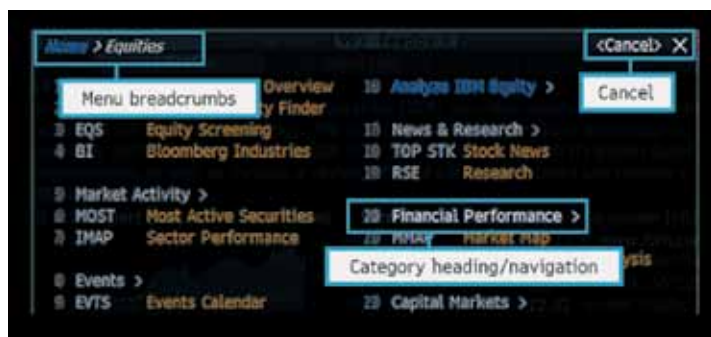 Home > Equities
<Cancel> X
Menu breadcrumbs
Overview
y Finder
Cancel
3 EQS Equity Screening
4 BI Bloomberg Industries
Analyze IBM Equity >
News & Research >
TOP STK Stock News
RSE Research
Market Activity >
MOST Most Active Securities
IMAP Sector Performance
20 Financial Performance >
Market Map
ysis
Category heading/navigation
Events >
EVTS Events Calendar
Capital Markets >